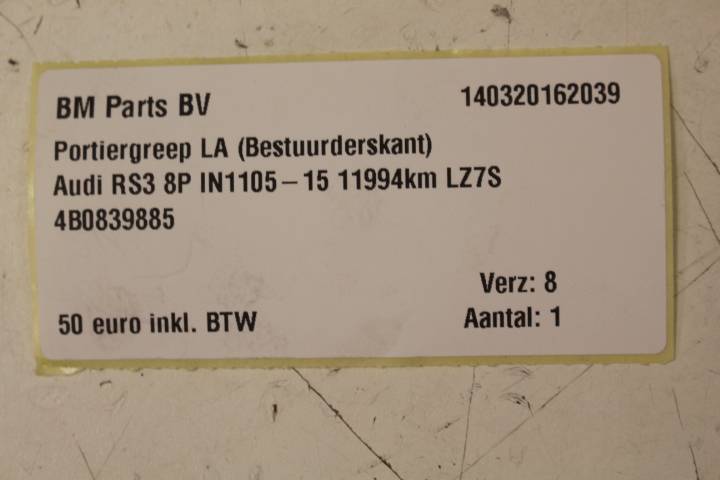 BM Parts BV 140320162039
Portiergreep LA (Bestuurderskant)
Audi RS3 8P IN1105-15 11994km LZ7S
4B0839885
Verz: 8
50 euro inkl. BTW Aantal: 1